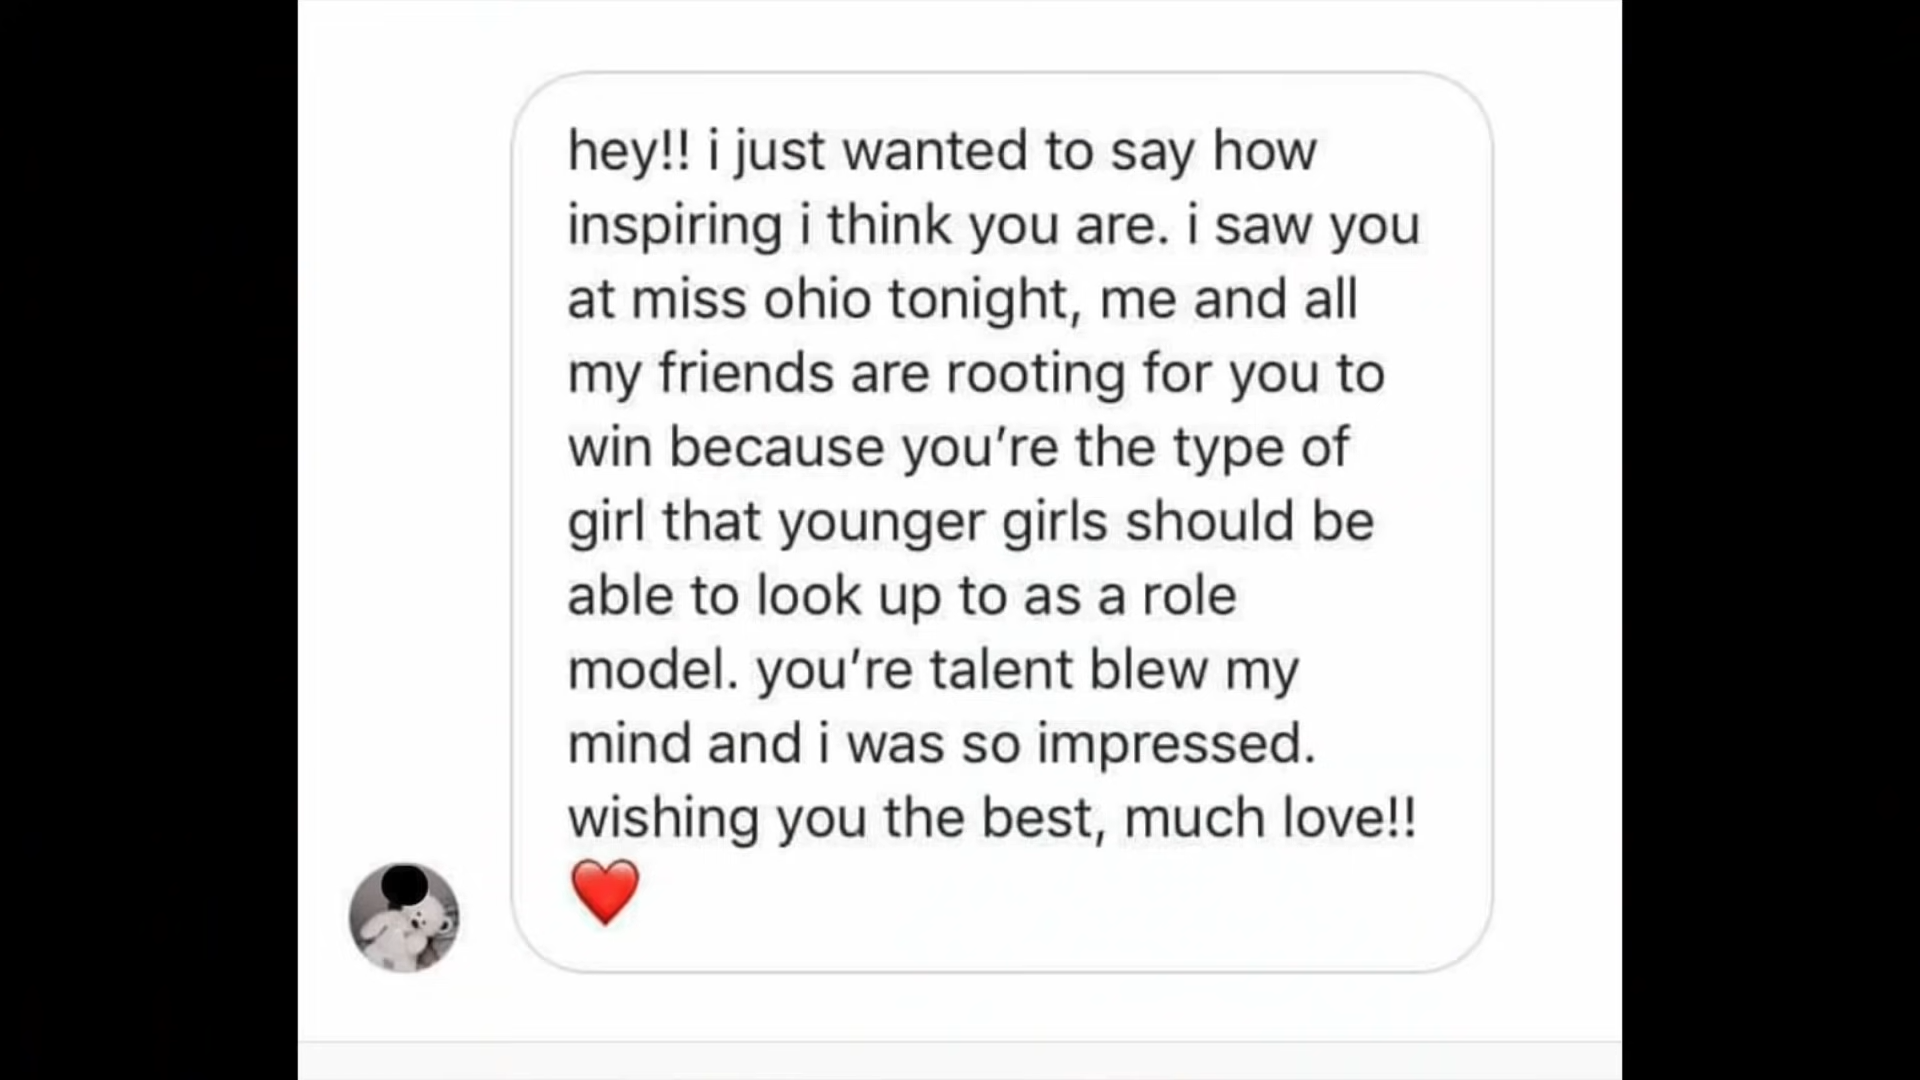 hey!! i just wanted to say how
inspiring i think you are. i saw you
at miss ohio tonight, me and all
my friends are rooting for you to
win because you’re the type of
girl that younger girls should be
able to look up to as a role
model. you’re talent blew my
mind and i was so impressed.
wishing you the best, much love!!
❤️